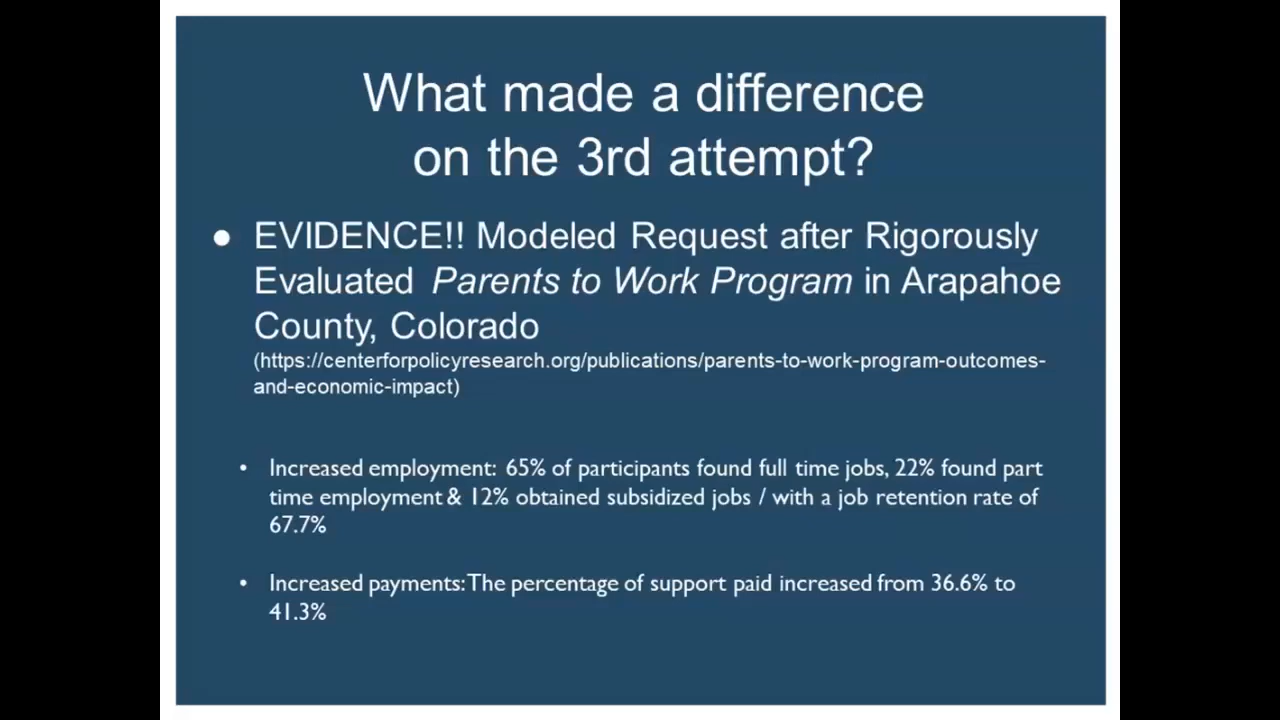 What made a difference
on the 3rd attempt?
● EVIDENCE!! Modeled Request after Rigorously
Evaluated Parents to Work Program in Arapahoe
County, Colorado
(https://centerforpolicyresearch.org/publications/parents-to-work-program-outcomes-
and-economic-impact)
• Increased employment: 65% of participants found full time jobs, 22% found part
time employment & 12% obtained subsidized jobs / with a job retention rate of
67.7%
• Increased payments:The percentage of support paid increased from 36.6% to
41.3%